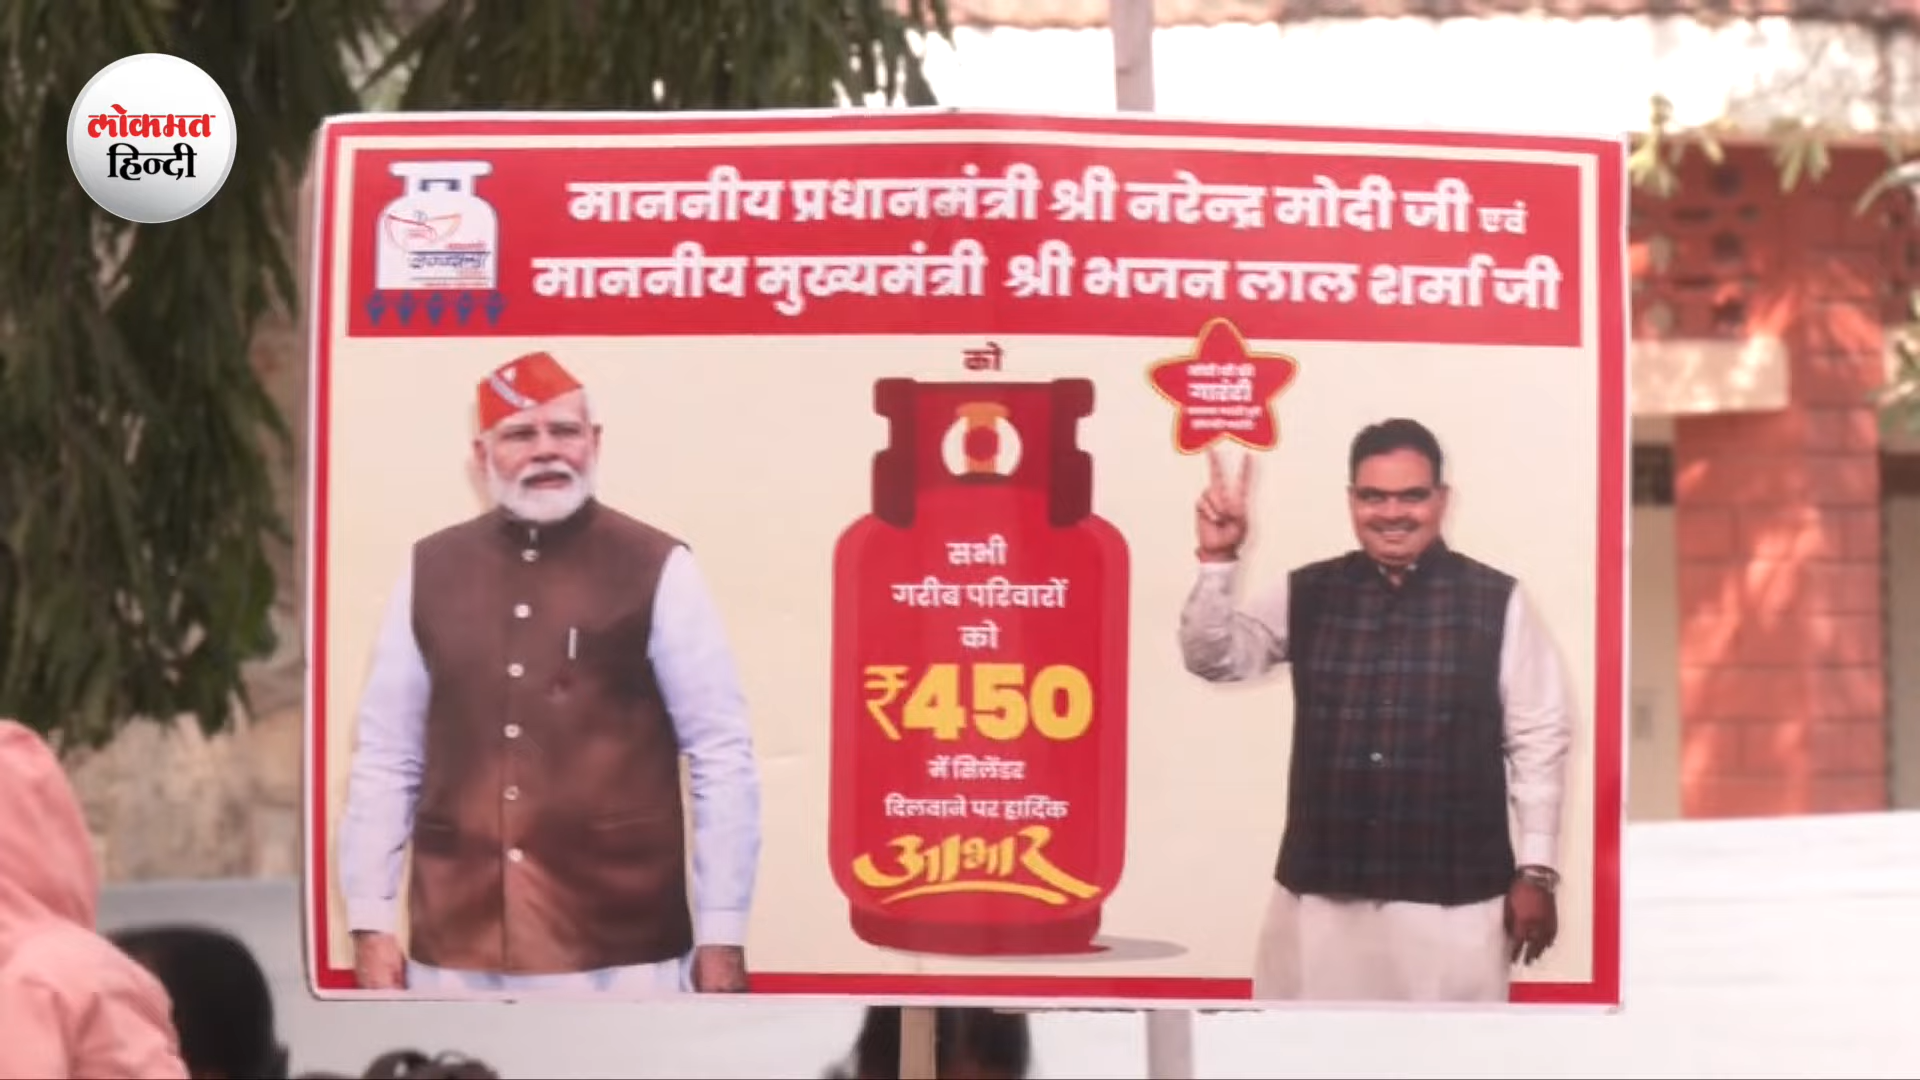 लोकमत
हिन्दी
माननीय प्रधानमंत्री श्री नरेन्द्र मोदी जी एवं
माननीय मुख्यमंत्री श्री भजन लाल शर्मा जी
को
गारंटी
सभी
गरीब परिवारों
को
₹450
में सिलेंडर
दिलवाने पर हार्दिक
आभार